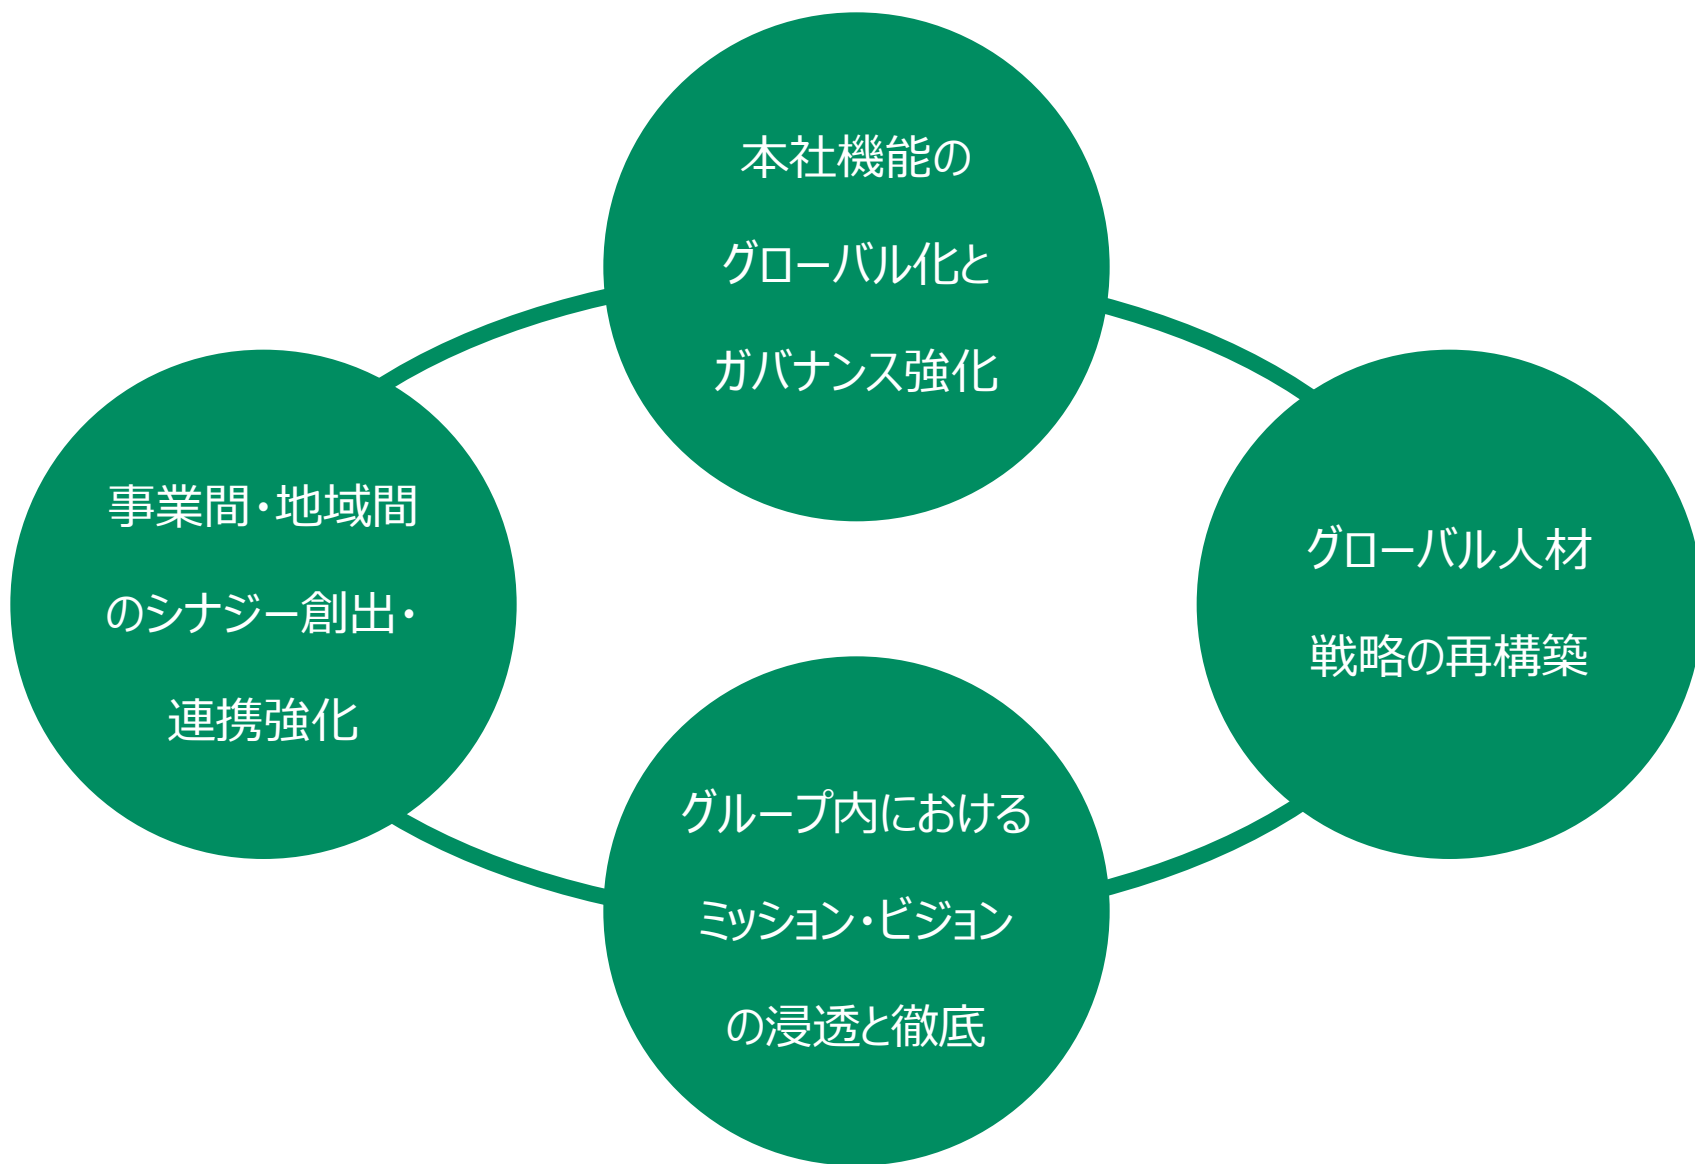 本社機能の
グローバル化と
ガバナンス強化
事業間・地域間
のシナジー創出・
連携強化
グローバル人材
戦略の再構築
グループ内における
ミッション・ビジョン
の浸透と徹底